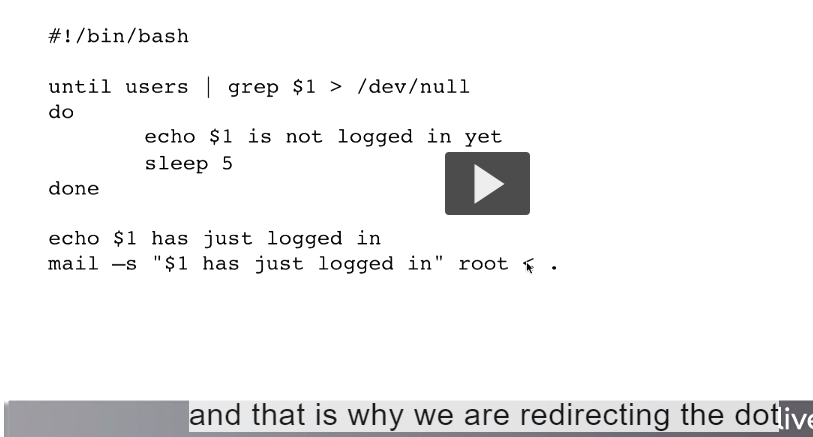 #!/bin/bash
until users | grep $1 > /dev/null
do
echo $1 is not logged in yet
sleep 5
done
echo $1 has just logged in
mail –s "$1 has just logged in" root < .
and that is why we are redirecting the dot
live